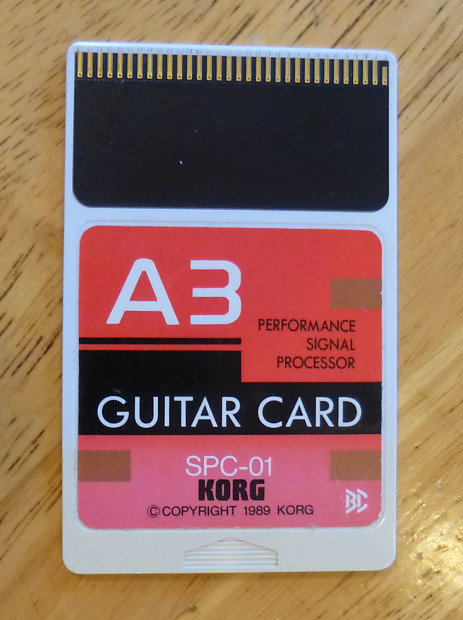 A3
PERFORMANCE
SIGNAL
PROCESSOR
GUITAR CARD
SPC-01
KORG
© COPYRIGHT 1989 KORG